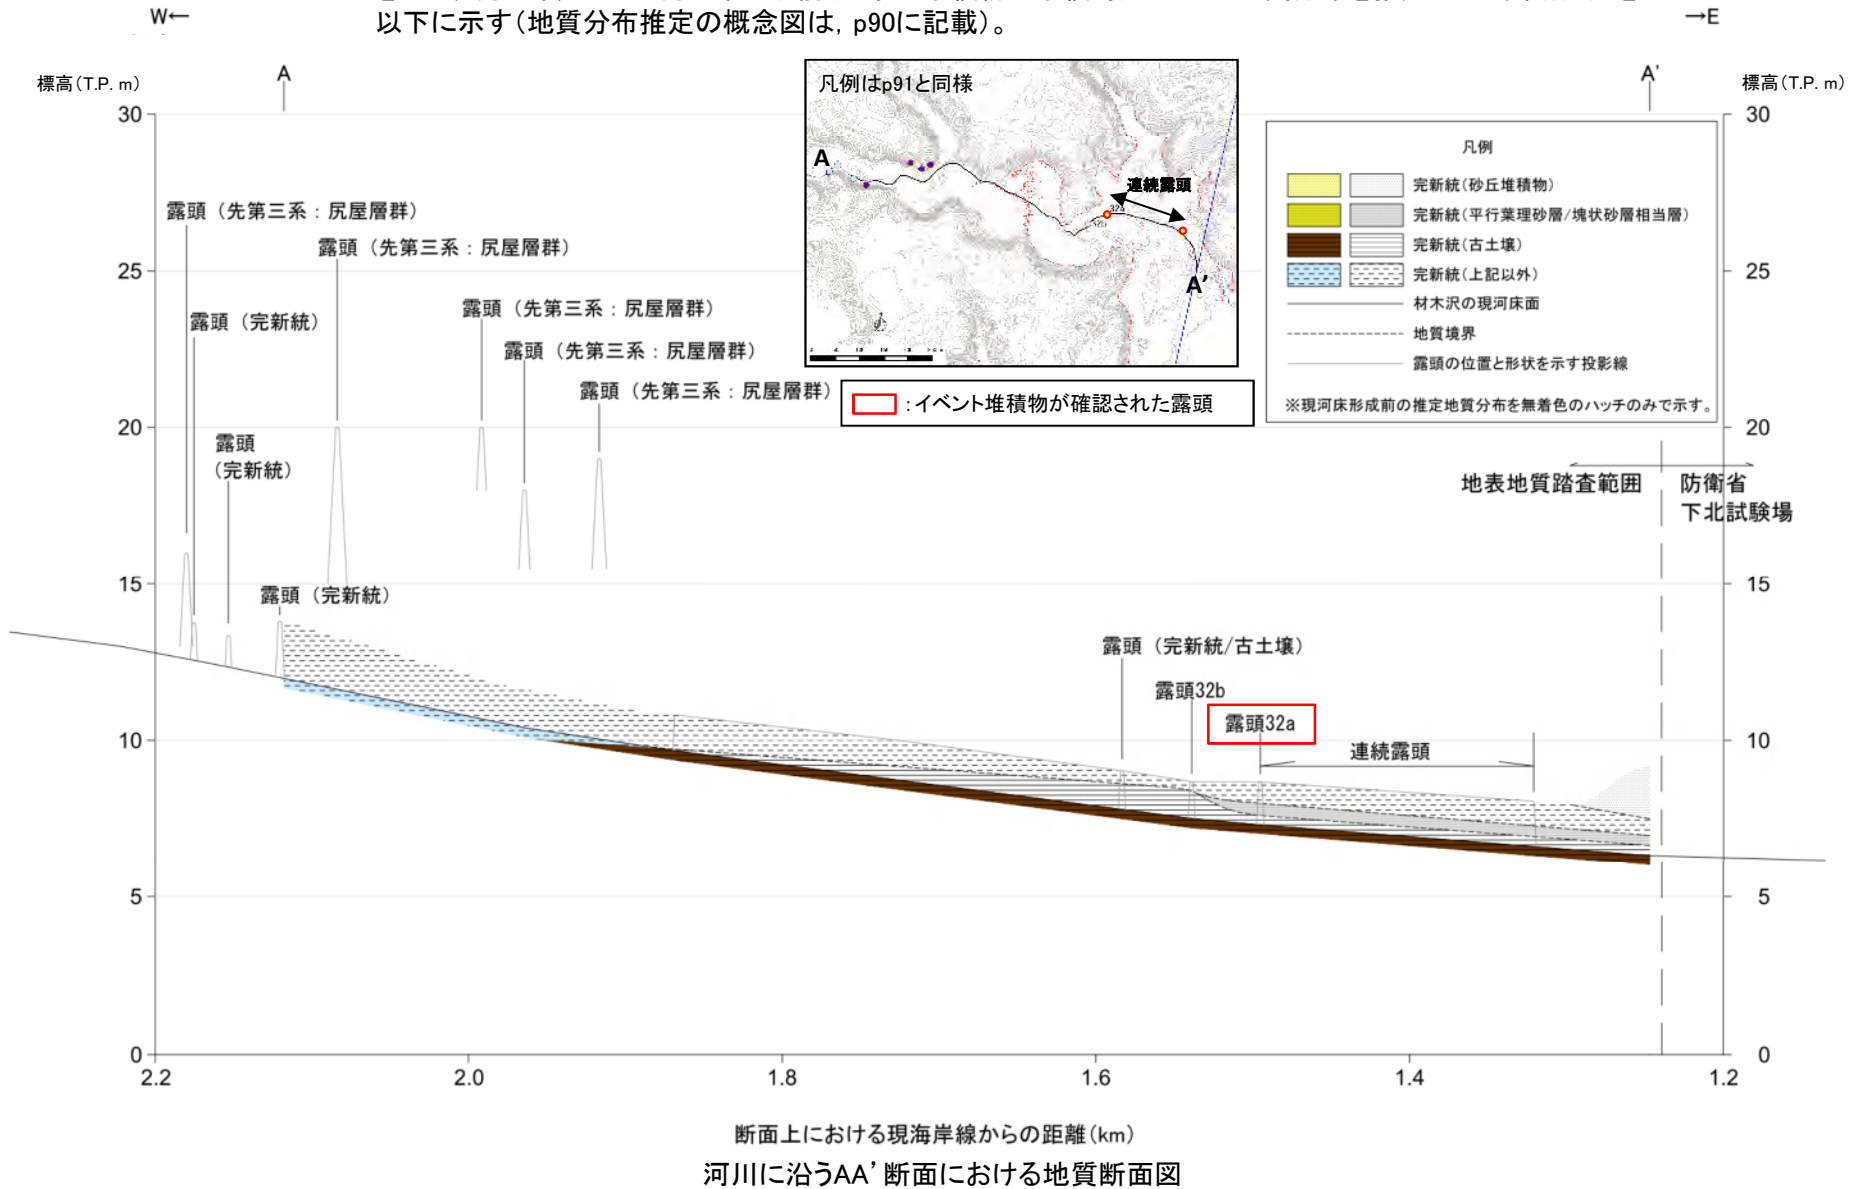 W←
→E
以下に示す(地質分布推定の概念図は, p90に記載)。
標高(T.P. m)
A
A'
標高(T.P. m)
凡例はp91と同様
A
連続露頭
A'
凡例
完新統(砂丘堆積物)
完新統(平行葉理砂層/塊状砂層相当層)
完新統(古土壌)
完新統(上記以外)
材木沢の現河床面
地質境界
露頭の位置と形状を示す投影線
※現河床形成前の推定地質分布を無着色のハッチのみで示す。
:イベント堆積物が確認された露頭
30
25
20
15
10
5
0
30
25
20
15
10
5
0
露頭(先第三系:尻屋層群)
露頭(先第三系:尻屋層群)
露頭(完新統)
露頭(先第三系:尻屋層群)
露頭(先第三系:尻屋層群)
露頭(先第三系:尻屋層群)
露頭
(完新統)
露頭(完新統)
地表地質踏査範囲
防衛省
下北試験場
露頭(完新統/古土壌)
露頭32b
露頭32a
連続露頭
2.2
2.0
1.8
1.6
1.4
1.2
断面上における現海岸線からの距離(km)
河川に沿うAA'断面における地質断面図